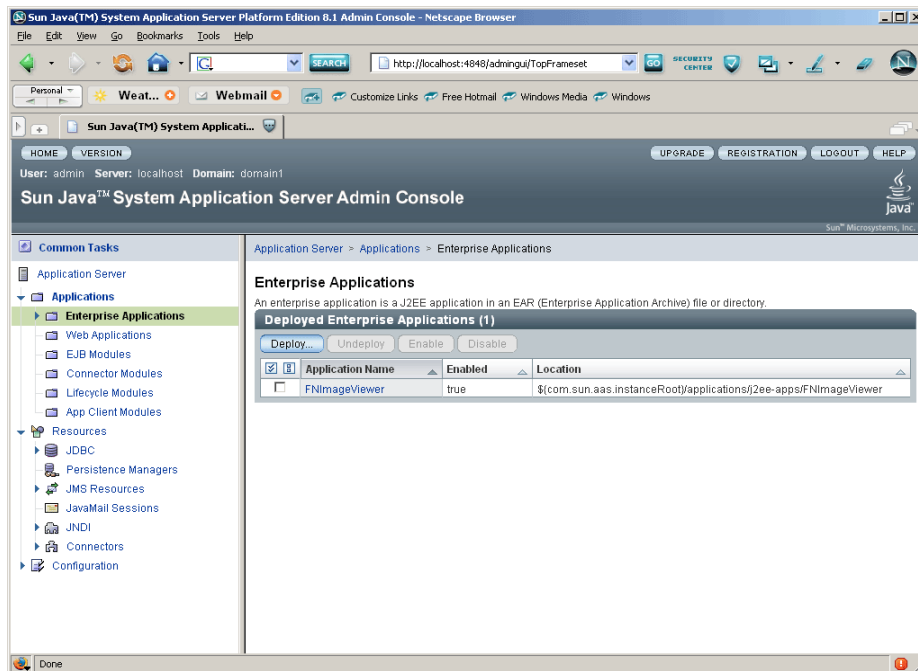 Sun Java(TM) System Application Server Platform Edition 8.1 Admin Console - Netscape Browser
File Edit View Go Bookmarks Tools Help
SEARCH http://localhost:4848/admingui/TopFrameset GO SECURITY CENTER
Personal Weat... Webmail Customize Links Free Hotmail Windows Media Windows
Sun Java(TM) System Applicati...
HOME VERSION UPGRADE REGISTRATION LOGOUT HELP
User: admin Server: localhost Domain: domain1
Sun Java™ System Application Server Admin Console
Java™
Sun™ Microsystems, Inc.
Common Tasks
Application Server
Applications
Enterprise Applications
Web Applications
EJB Modules
Connector Modules
Lifecycle Modules
App Client Modules
Resources
JDBC
Persistence Managers
JMS Resources
JavaMail Sessions
JNDI
Connectors
Configuration
Application Server > Applications > Enterprise Applications
Enterprise Applications
An enterprise application is a J2EE application in an EAR (Enterprise Application Archive) file or directory.
Deployed Enterprise Applications (1)
Deploy... Undeploy Enable Disable
Application Name Enabled Location
FNImageViewer true ${com.sun.aas.instanceRoot}/applications/j2ee-apps/FNImageViewer
Done